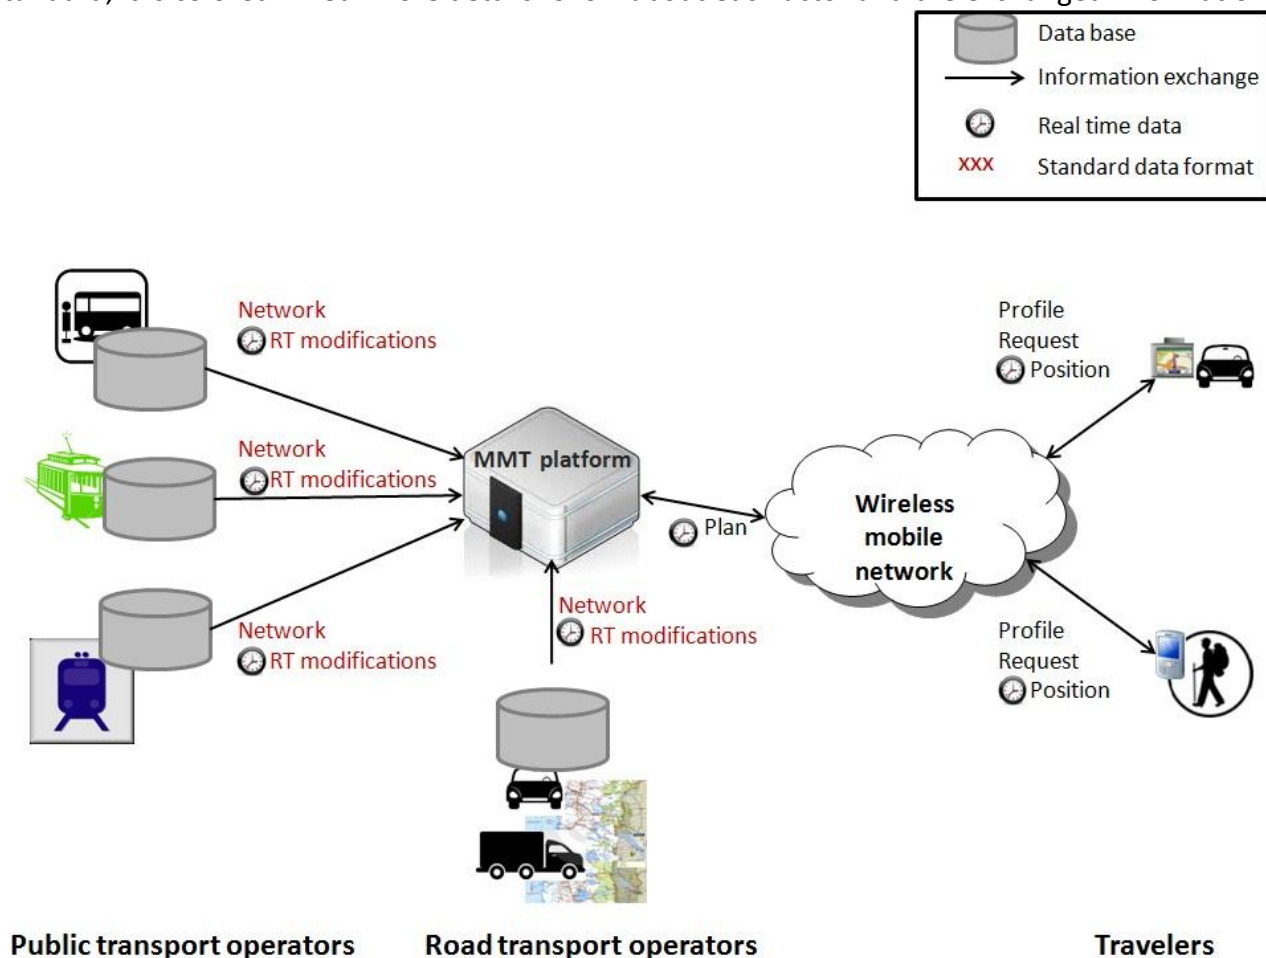 Data base
Information exchange
Real time data
XXX
Standard data format
Network
RT modifications
Profile
Request
Position
Network
RT modifications
MMT platform
Plan
Wireless
mobile
network
Network
RT modifications
Network
RT modifications
Profile
Request
Position
Public transport operators
Road transport operators
Travelers